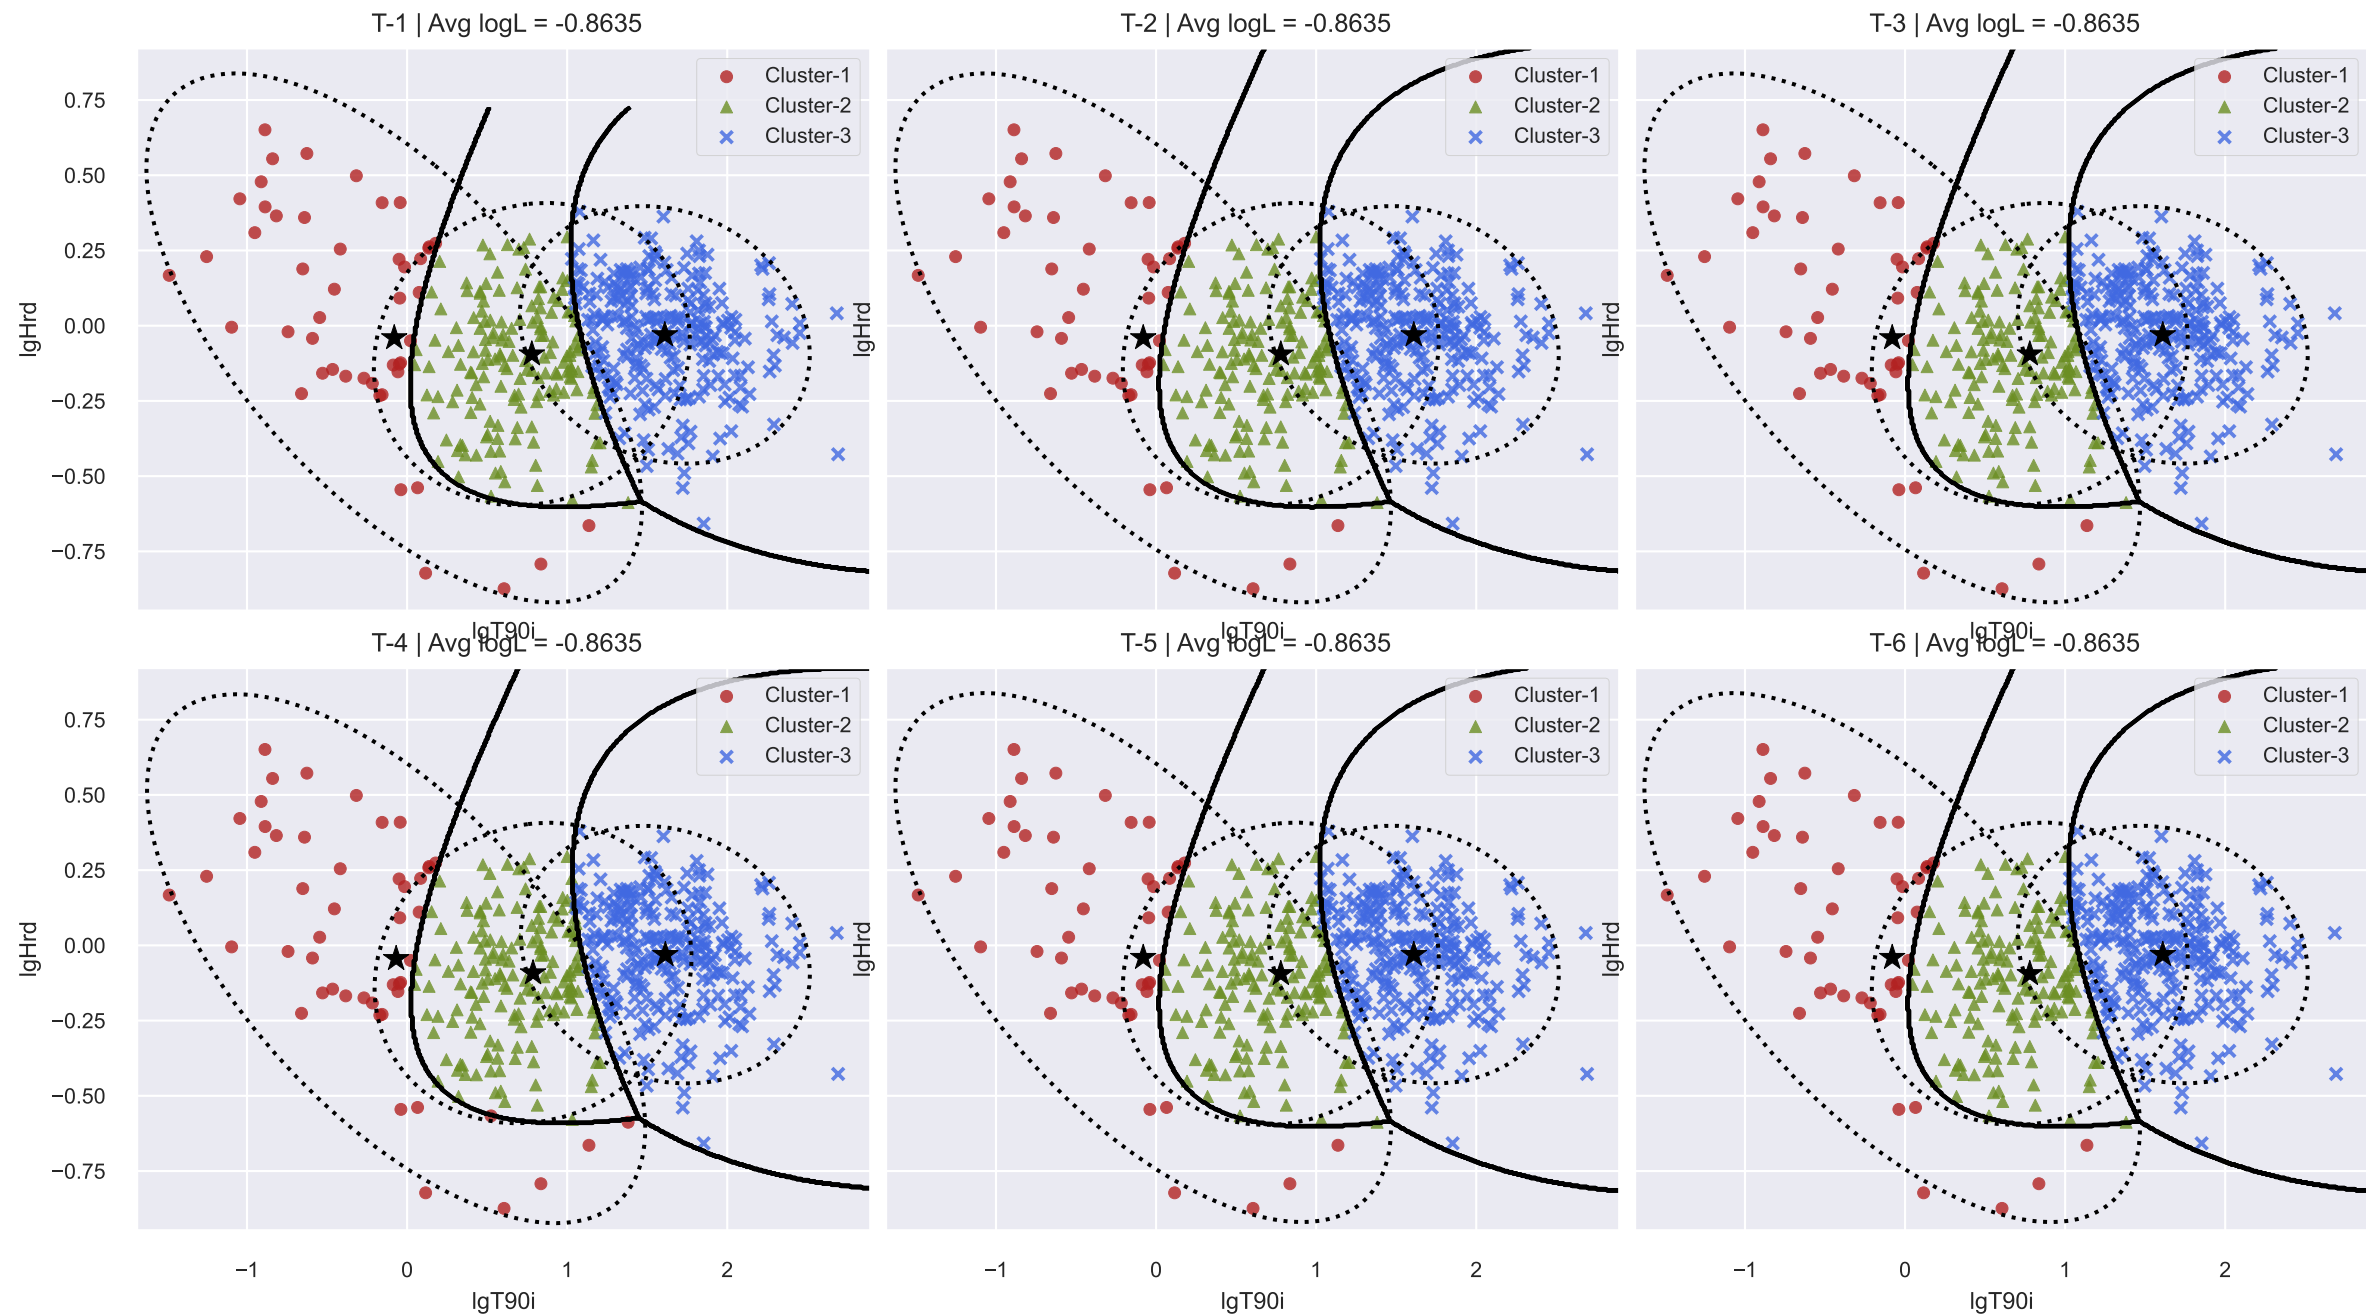 T-1 | Avg logL = -0.8635
T-2 | Avg logL = -0.8635
T-3 | Avg logL = -0.8635
Cluster-1
Cluster-2
Cluster-3
Cluster-1
Cluster-2
Cluster-3
Cluster-1
Cluster-2
Cluster-3
0.75
0.50
0.25
0.00
−0.25
−0.50
−0.75
lgHrd
lgHrd
lgHrd
lgT90i
lgT90i
lgT90i
T-4 | Avg logL = -0.8635
T-5 | Avg logL = -0.8635
T-6 | Avg logL = -0.8635
Cluster-1
Cluster-2
Cluster-3
Cluster-1
Cluster-2
Cluster-3
Cluster-1
Cluster-2
Cluster-3
0.75
0.50
0.25
0.00
−0.25
−0.50
−0.75
lgHrd
lgHrd
lgHrd
−1 0 1 2
−1 0 1 2
−1 0 1 2
lgT90i
lgT90i
lgT90i